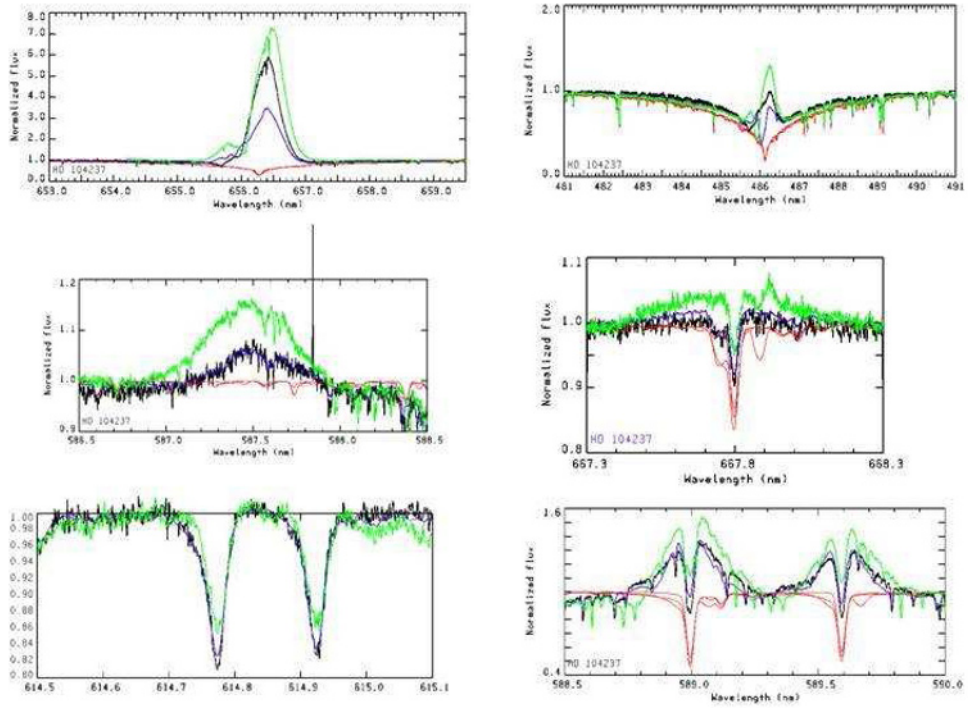 8.0
7.0
6.0
5.0
4.0
3.0
2.0
1.0
0.0
Normalized flux
HD 104237
653.0 654.0 655.0 656.0 657.0 658.0 659.0
Wavelength (nm)
2.0
1.0
0.0
Normalized flux
HD 104237
481 482 483 484 485 486 487 488 489 490 491
Wavelength (nm)
1.2
1.1
1.0
0.9
Normalized flux
HD 104237
586.5 587.0 587.5 588.0 588.5
Wavelength (nm)
1.1
1.0
0.9
0.8
Normalized flux
HD 104237
667.3 667.8 668.3
Wavelength (nm)
1.00
0.98
0.96
0.94
0.92
0.90
0.88
0.86
0.84
0.82
0.80
614.5 614.6 614.7 614.8 614.9 615.0 615.1
1.6
0.4
Normalized flux
HD 104237
588.5 589.0 589.5 590.0
Wavelength (nm)